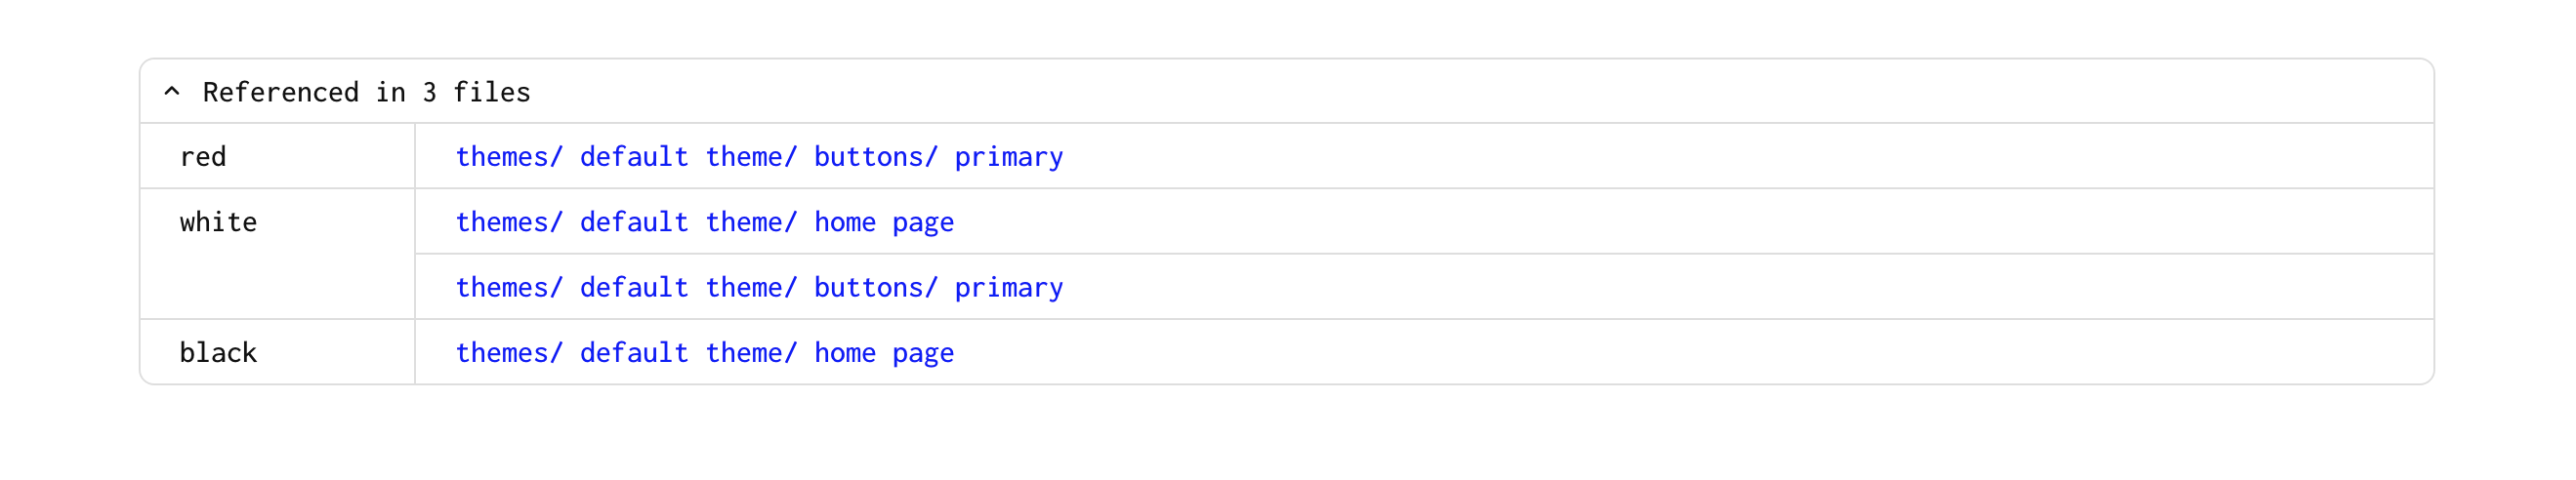 Referenced in 3 files
red themes/ default theme/ buttons/ primary
white themes/ default theme/ home page
themes/ default theme/ buttons/ primary
black themes/ default theme/ home page